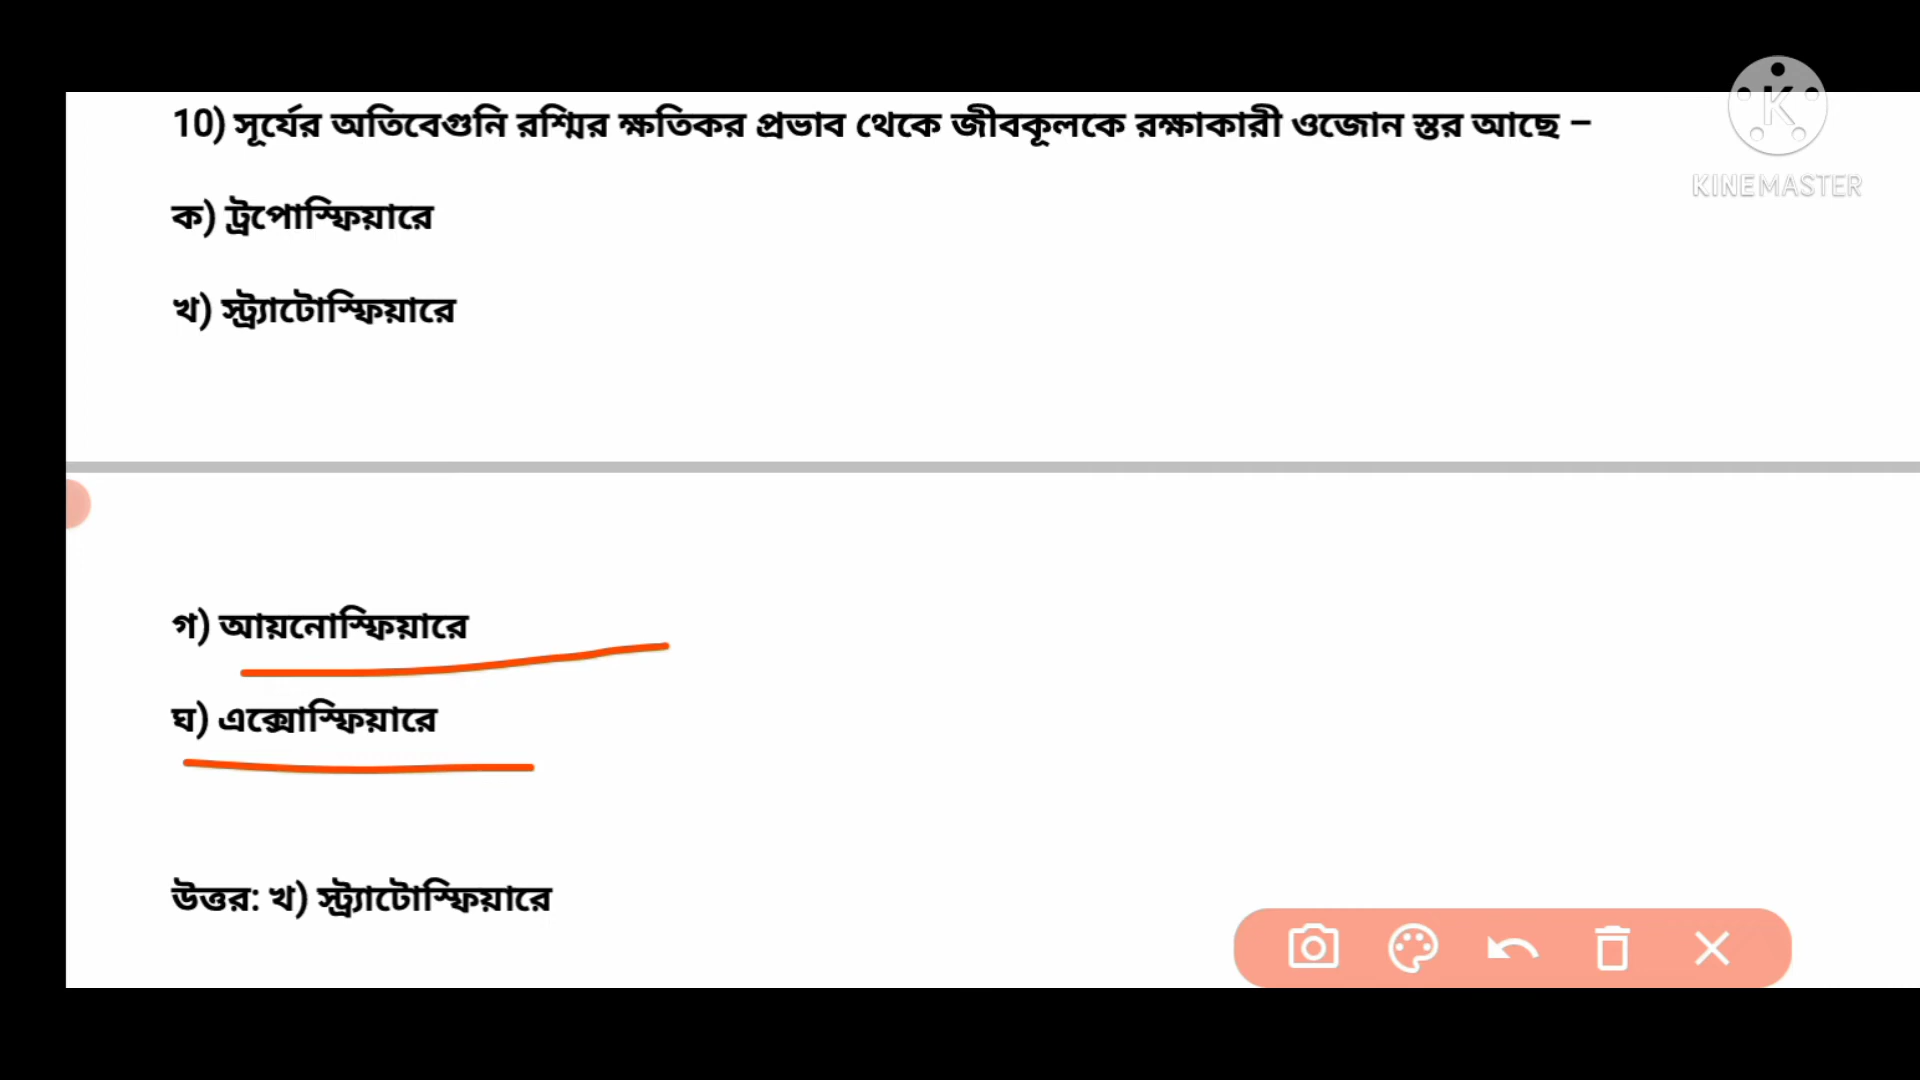 10) সূর্যের অতিবেগুনি রশ্মির ক্ষতিকর প্রভাব থেকে জীবকূলকে রক্ষাকারী ওজোন স্তর আছে –
K
KINEMASTER
ক) ট্রপোস্ফিয়ারে
খ) স্ট্র্যাটোস্ফিয়ারে
গ) আয়নোস্ফিয়ারে
ঘ) এক্সোস্ফিয়ারে
উত্তর: খ) স্ট্র্যাটোস্ফিয়ারে